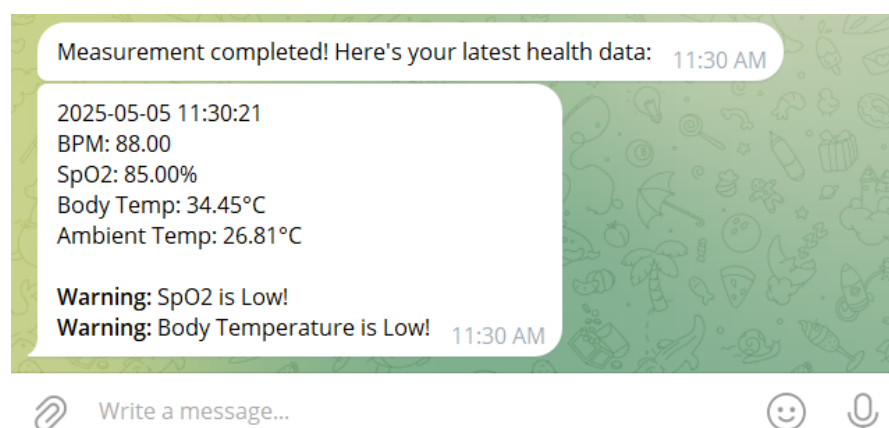 Measurement completed! Here's your latest health data:
11:30 AM
2025-05-05 11:30:21
BPM: 88.00
SpO2: 85.00%
Body Temp: 34.45°C
Ambient Temp: 26.81°C
Warning: SpO2 is Low!
Warning: Body Temperature is Low!
11:30 AM
Write a message...